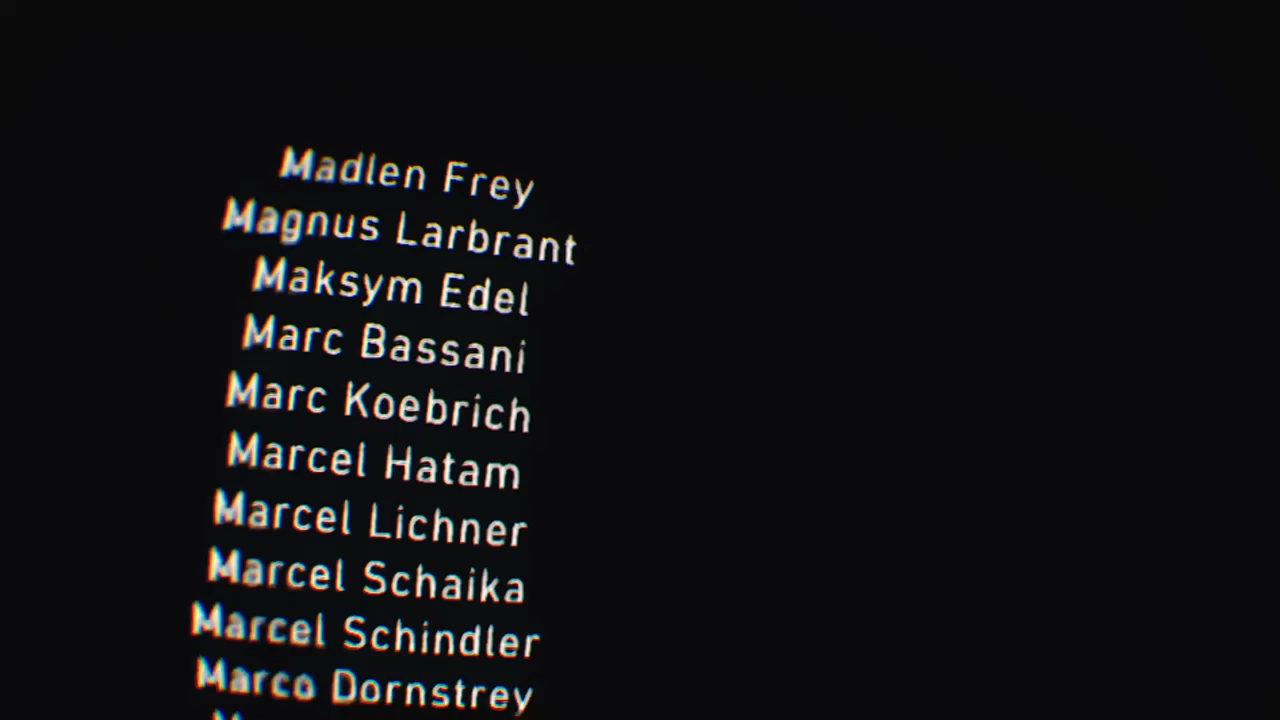 Madlen Frey
Magnus Larbrant
Maksym Edel
Marc Bassani
Marc Koebrich
Marcel Hatam
Marcel Lichner
Marcel Schaika
Marcel Schindler
Marco Dornstrey